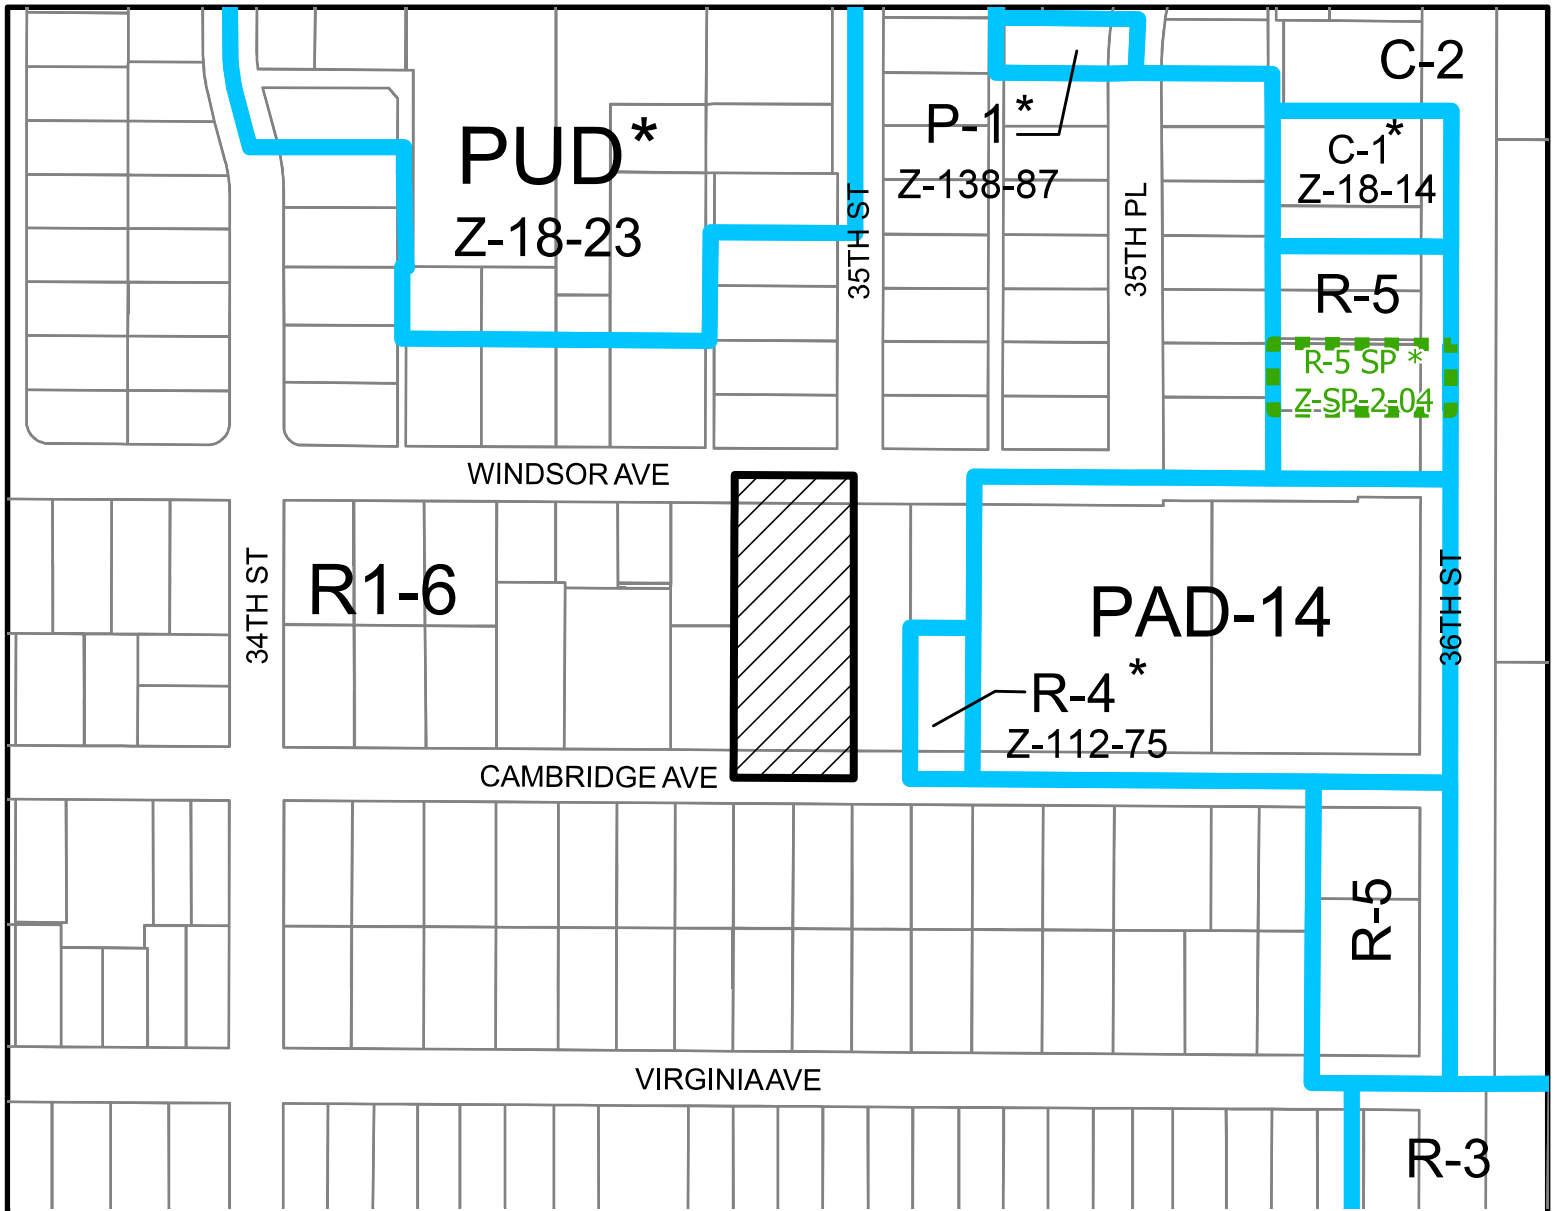 C-2
PUD*
P-1*
C-1*
Z-138-87
Z-18-14
Z-18-23
35TH ST
35TH PL
R-5
R-5 SP *
Z-SP-2-04
WINDSOR AVE
34TH ST
R1-6
PAD-14
36TH ST
R-4 *
Z-112-75
CAMBRIDGE AVE
R-5
VIRGINIA AVE
R-3